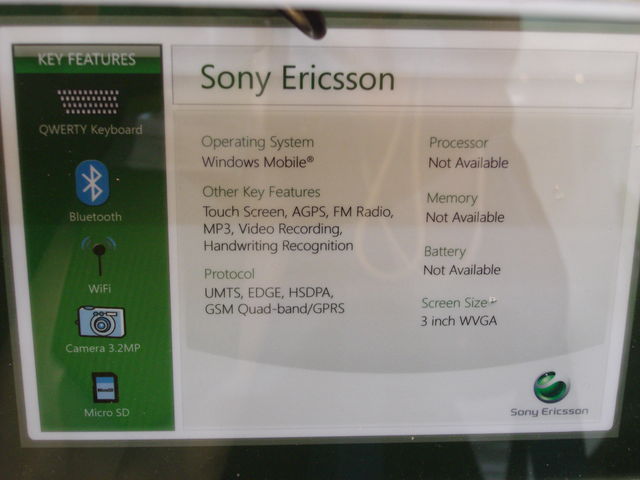 KEY FEATURES
QWERTY Keyboard
Bluetooth
WiFi
Camera 3.2MP
Micro SD
Sony Ericsson
Operating System
Windows Mobile®
Other Key Features
Touch Screen, AGPS, FM Radio,
MP3, Video Recording,
Handwriting Recognition
Protocol
UMTS, EDGE, HSDPA,
GSM Quad-band/GPRS
Processor
Not Available
Memory
Not Available
Battery
Not Available
Screen Size
3 inch WVGA
Sony Ericsson